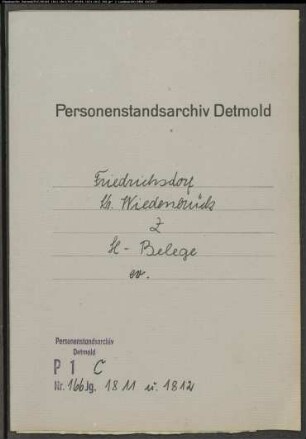 Personenstandsarchiv Detmold
Friedrichsdorf
Kr. Wiedenbrück
Z
H - Belege
ev.
Personenstandsarchiv
Detmold
P 1 C
Nr. 166 Jg. 1811 u. 1812